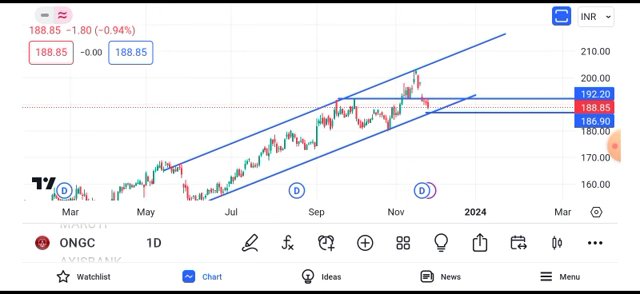 INR
188.85 −1.80 (−0.94%)
188.85 −0.00 188.85
210.00
200.00
192.20
188.85
186.90
180.00
170.00
160.00
D D D
Mar May Jul Sep Nov 2024 Mar
MARUTI
ONGC 1D
AXISBANK
Watchlist Chart Ideas News Menu